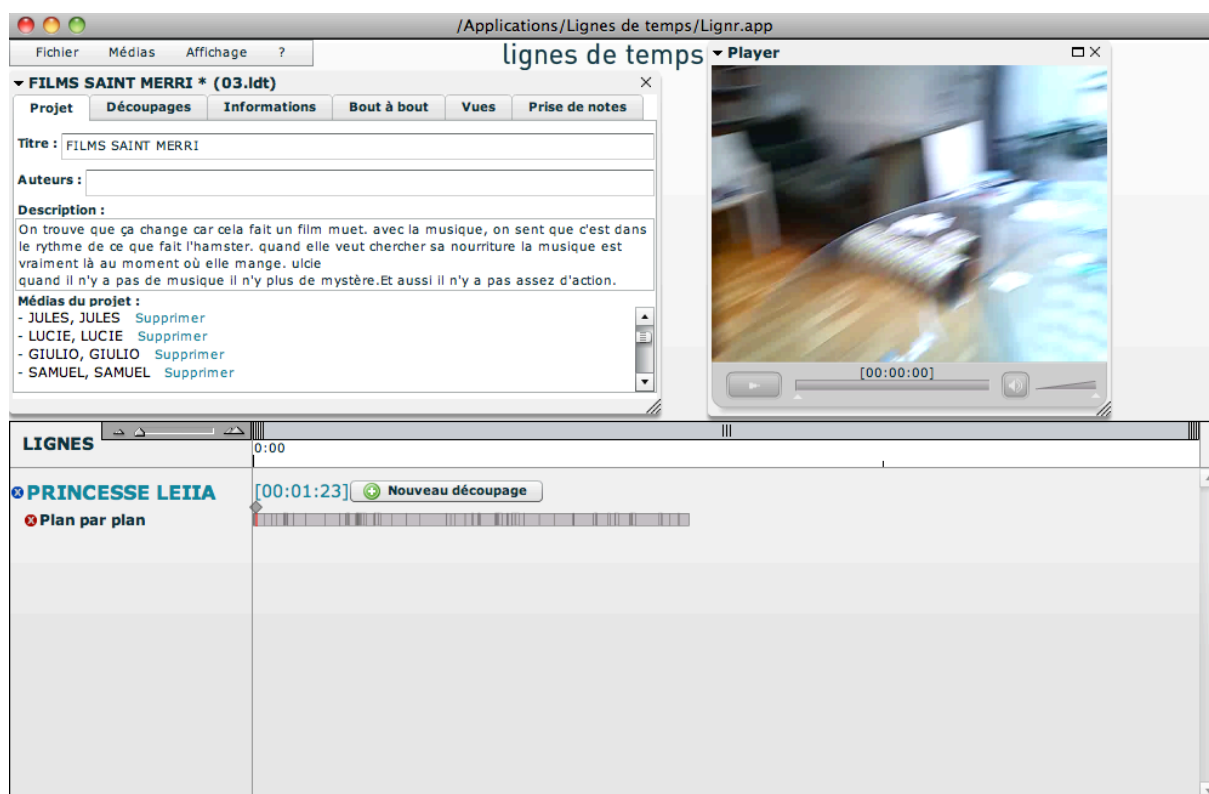 /Applications/Lignes de temps/Lignr.app
Fichier Médias Affichage ?
lignes de temps
Player
FILMS SAINT MERRI * (03.ldt)
Projet Découpages Informations Bout à bout Vues Prise de notes
Titre : FILMS SAINT MERRI
Auteurs :
Description :
On trouve que ça change car cela fait un film muet. avec la musique, on sent que c'est dans
le rythme de ce que fait l'hamster. quand elle veut chercher sa nourriture la musique est
vraiment là au moment où elle mange. ulcie
quand il n'y a pas de musique il n'y plus de mystère.Et aussi il n'y a pas assez d'action.
Médias du projet :
- JULES, JULES Supprimer
- LUCIE, LUCIE Supprimer
- GIULIO, GIULIO Supprimer
- SAMUEL, SAMUEL Supprimer
[00:00:00]
LIGNES
0:00
PRINCESSE LEIIA [00:01:23] Nouveau découpage
Plan par plan